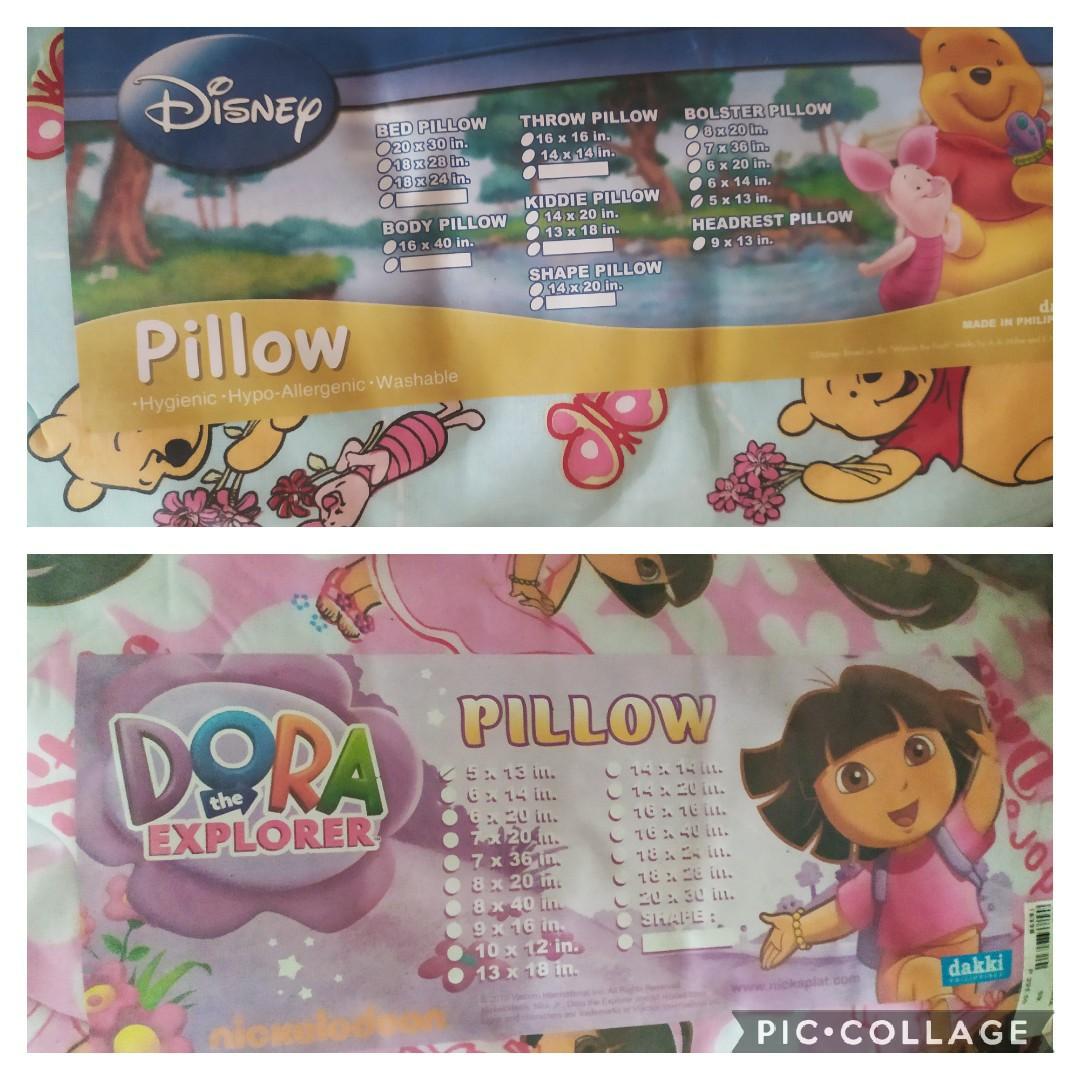 Disney
BED PILLOW
20 x 30 in.
18 x 28 in.
18 x 24 in.
BODY PILLOW
16 x 40 in.
THROW PILLOW
16 x 16 in.
14 x 14 in.
KIDDIE PILLOW
14 x 20 in.
13 x 18 in.
SHAPE PILLOW
14 x 20 in.
BOLSTER PILLOW
8 x 20 in.
7 x 36 in.
6 x 20 in.
6 x 14 in.
5 x 13 in.
HEADREST PILLOW
9 x 13 in.
Pillow
•Hygienic •Hypo-Allergenic •Washable
MADE IN
DORA
the
EXPLORER
PILLOW
5 x 13 in.
6 x 14 in.
6 x 20 in.
7 x 20 in.
7 x 36 in.
8 x 20 in.
8 x 40 in.
9 x 16 in.
10 x 12 in.
13 x 18 in.
14 x 14 in.
14 x 20 in.
16 x 16 in.
16 x 40 in.
18 x 24 in.
18 x 28 in.
20 x 30 in.
SHAPE :
nickelodeon
www.nicksplat.com
dakki
PIC•COLLAGE